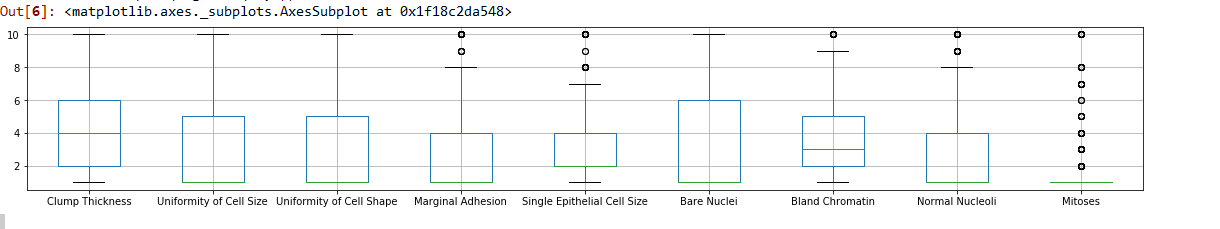 Out[6]: <matplotlib.axes._subplots.AxesSubplot at 0x1f18c2da548>
10
8
6
4
2
Clump Thickness Uniformity of Cell Size Uniformity of Cell Shape Marginal Adhesion Single Epithelial Cell Size Bare Nuclei Bland Chromatin Normal Nucleoli Mitoses